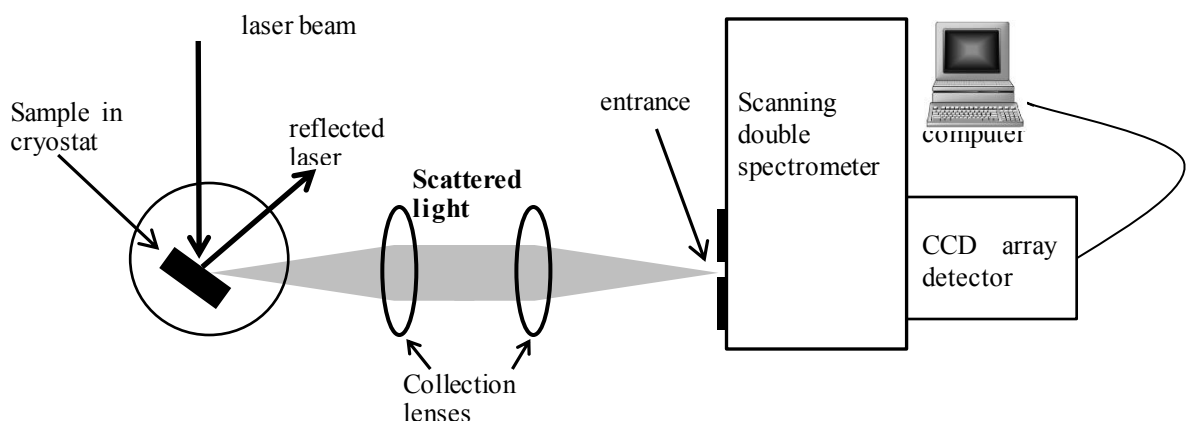 laser beam
Sample in
cryostat
reflected
laser
Scattered
light
entrance
Scanning
double
spectrometer
computer
CCD array
detector
Collection
lenses